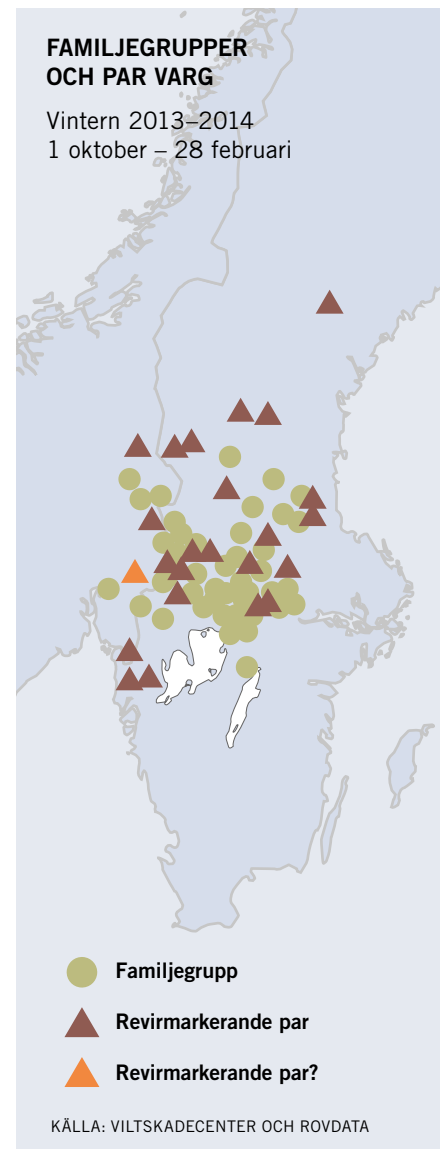 FAMILJEGRUPPER
OCH PAR VARG
Vintern 2013–2014
1 oktober – 28 februari
Familjegrupp
Revirmarkerande par
Revirmarkerande par?
KÄLLA: VILTSKADECENTER OCH ROVDATA